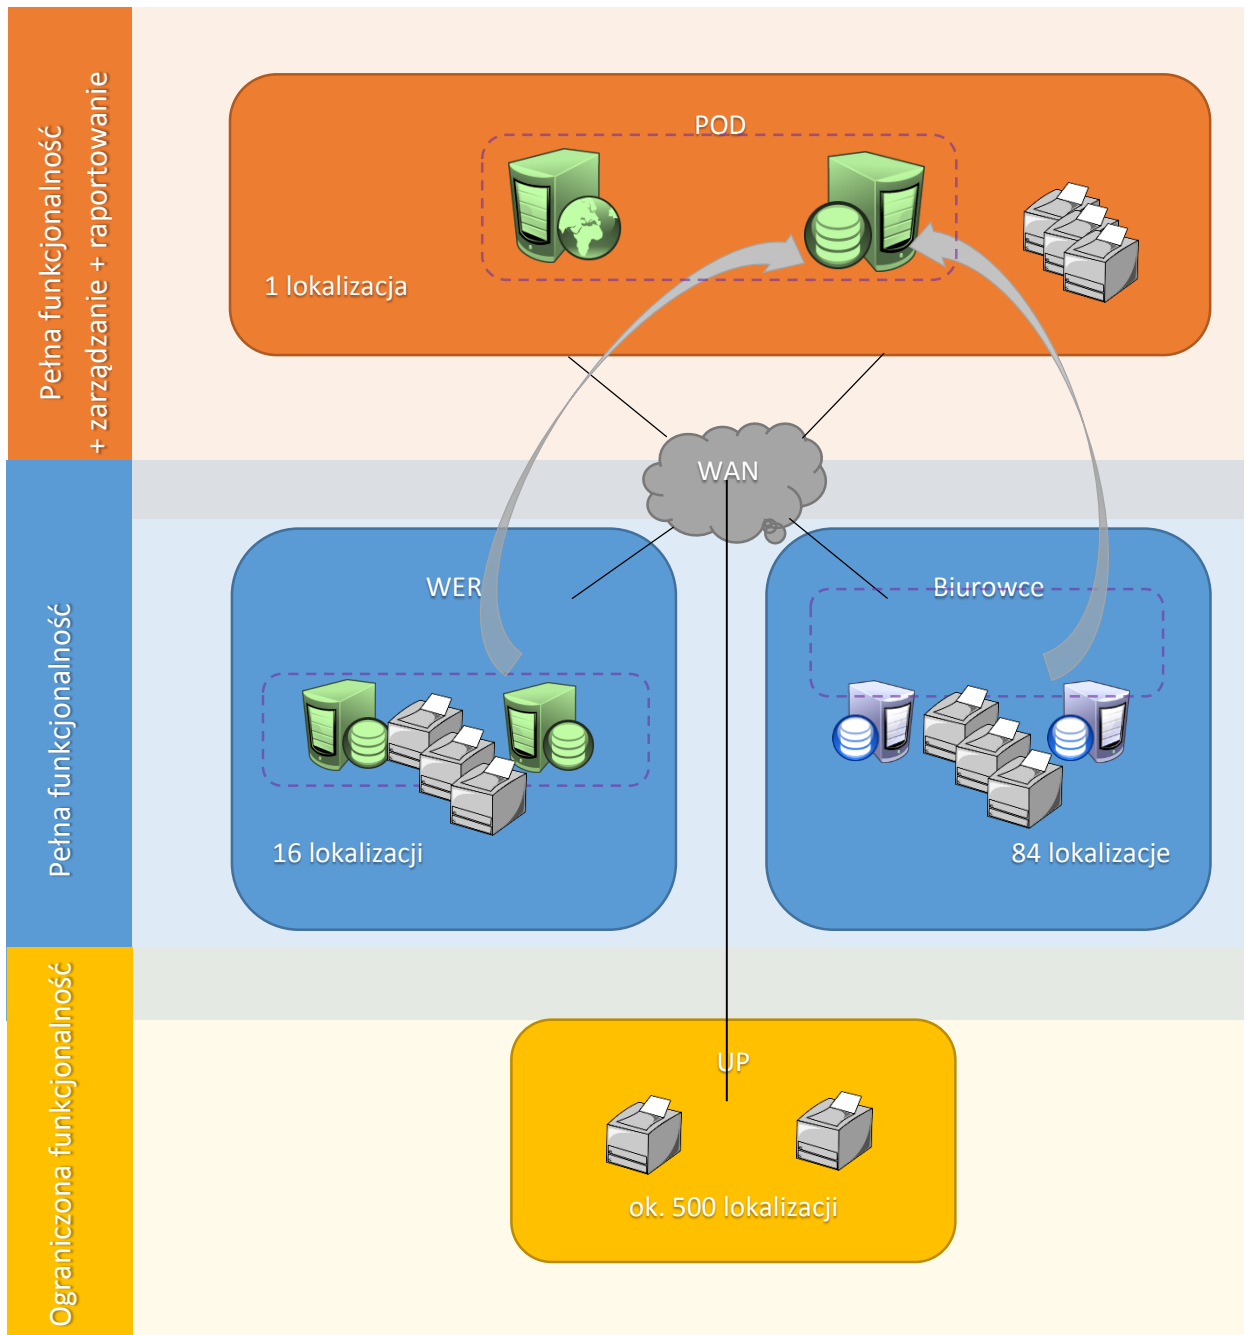 Pełna funkcjonalność
+ zarządzanie + raportowanie
POD
1 lokalizacja
WAN
Pełna funkcjonalność
WER
16 lokalizacji
Biurowce
84 lokalizacje
Ograniczona funkcjonalność
UP
ok. 500 lokalizacji